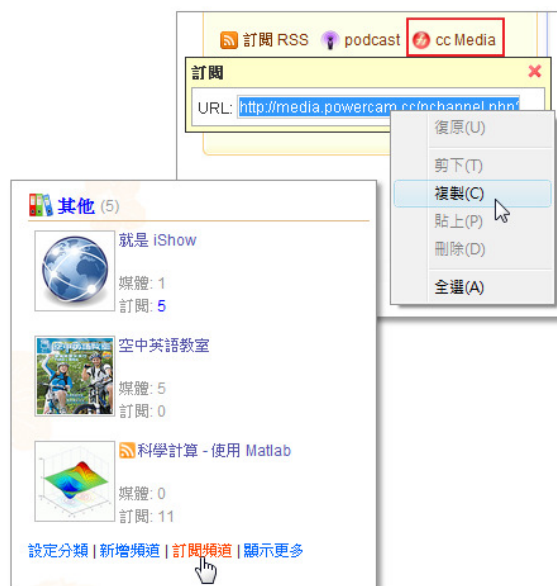 訂閱 RSS podcast cc Media
訂閱
URL: http://media.powercam.cc/nchannel.php?
復原(U)
剪下(T)
複製(C)
貼上(P)
刪除(D)
全選(A)
其他 (5)
就是 iShow
媒體: 1
訂閱: 5
空中英語教室
媒體: 5
訂閱: 0
科學計算 - 使用 Matlab
媒體: 0
訂閱: 11
設定分類 | 新增頻道 | 訂閱頻道 | 顯示更多